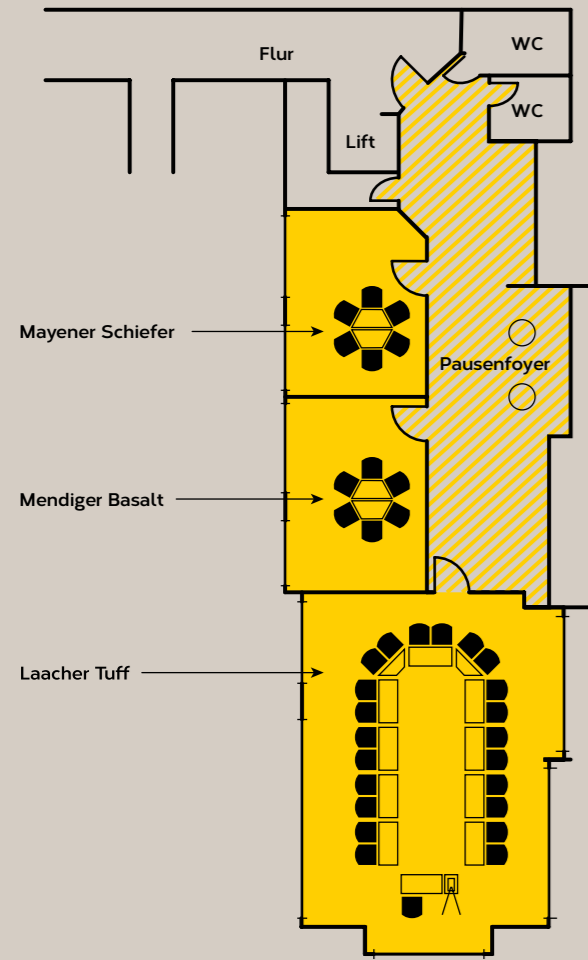 Flur
WC
WC
Lift
Mayener Schiefer
Pausenfoyer
Mendiger Basalt
Laacher Tuff